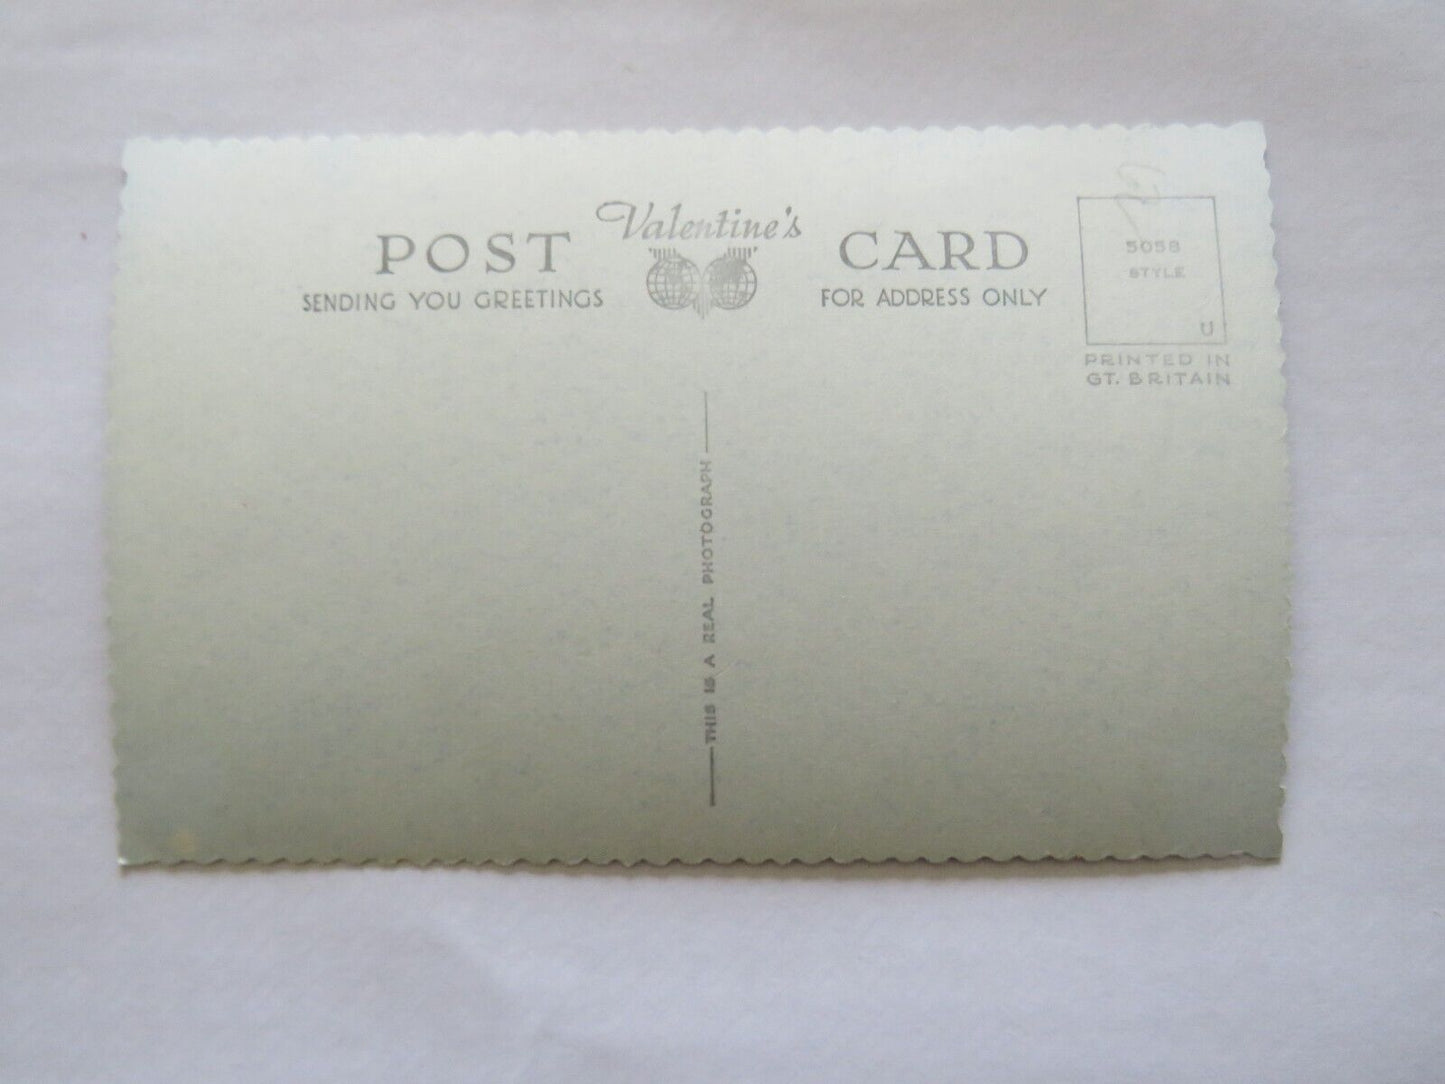 POST Valentine's CARD
SENDING YOU GREETINGS
FOR ADDRESS ONLY
5058
STYLE
U
PRINTED IN
GT. BRITAIN
THIS IS A REAL PHOTOGRAPH